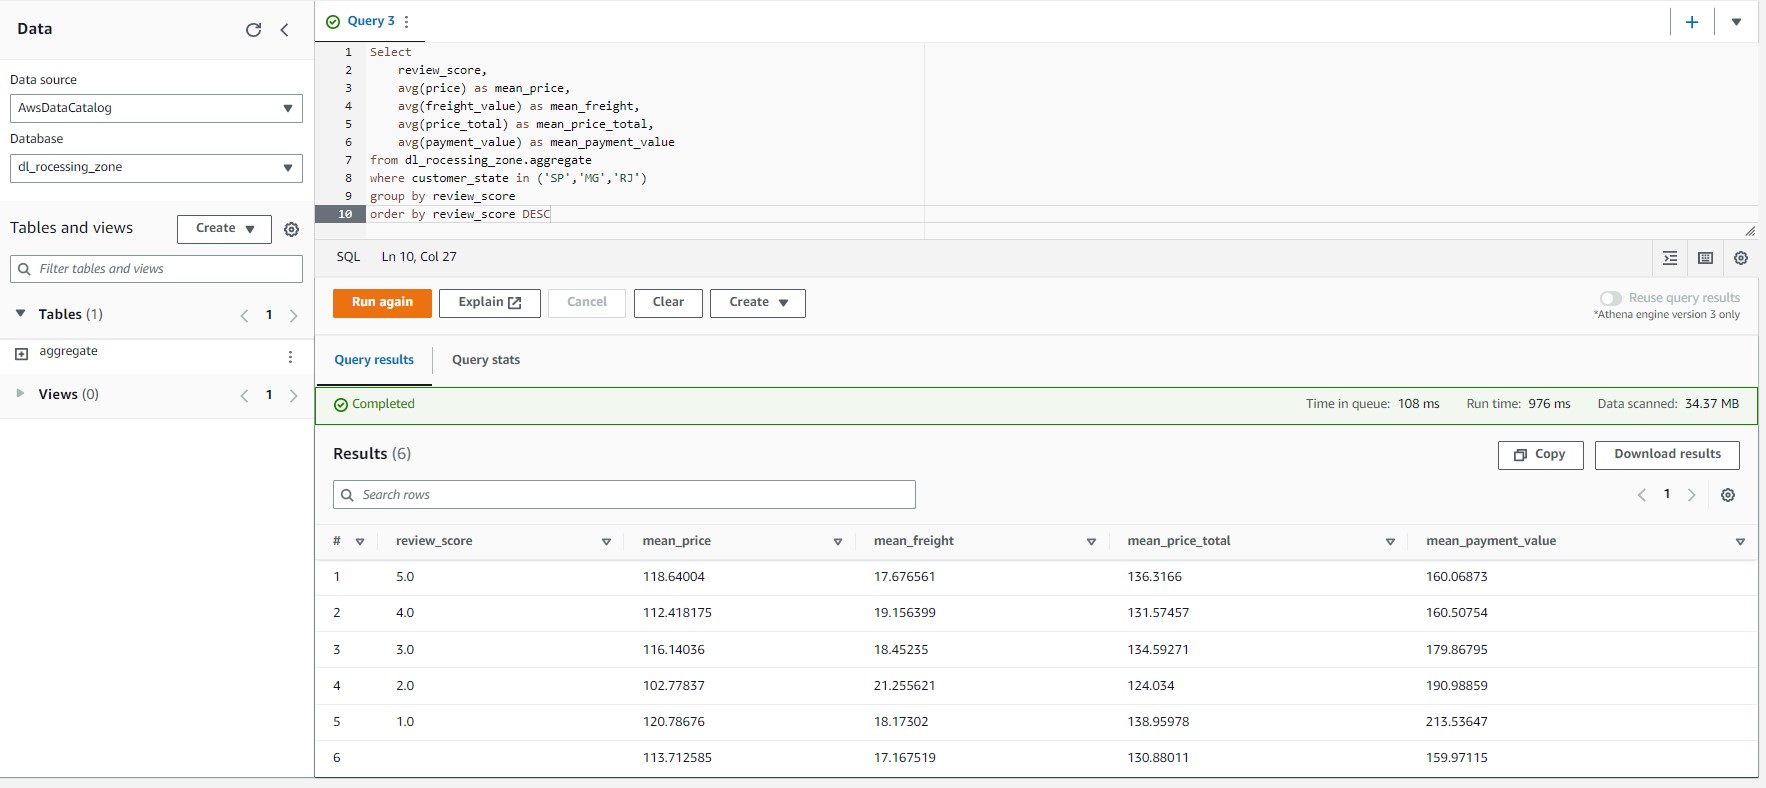 Data
Data source
AwsDataCatalog
Database
dl_rocessing_zone
Tables and views
Create
Filter tables and views
Tables (1)
1
aggregate
Views (0)
1
Query 3
1 Select
2 review_score,
3 avg(price) as mean_price,
4 avg(freight_value) as mean_freight,
5 avg(price_total) as mean_price_total,
6 avg(payment_value) as mean_payment_value
7 from dl_rocessing_zone.aggregate
8 where customer_state in ('SP','MG','RJ')
9 group by review_score
10 order by review_score DESC
SQL Ln 10, Col 27
Run again Explain Cancel Clear Create
Reuse query results
*Athena engine version 3 only
Query results Query stats
Completed Time in queue: 108 ms Run time: 976 ms Data scanned: 34.37 MB
Results (6) Copy Download results
Search rows 1
# review_score mean_price mean_freight mean_price_total mean_payment_value
1 5.0 118.64004 17.676561 136.3166 160.06873
2 4.0 112.418175 19.156399 131.57457 160.50754
3 3.0 116.14036 18.45235 134.59271 179.86795
4 2.0 102.77837 21.255621 124.034 190.98859
5 1.0 120.78676 18.17302 138.95978 213.53647
6 113.712585 17.167519 130.88011 159.97115